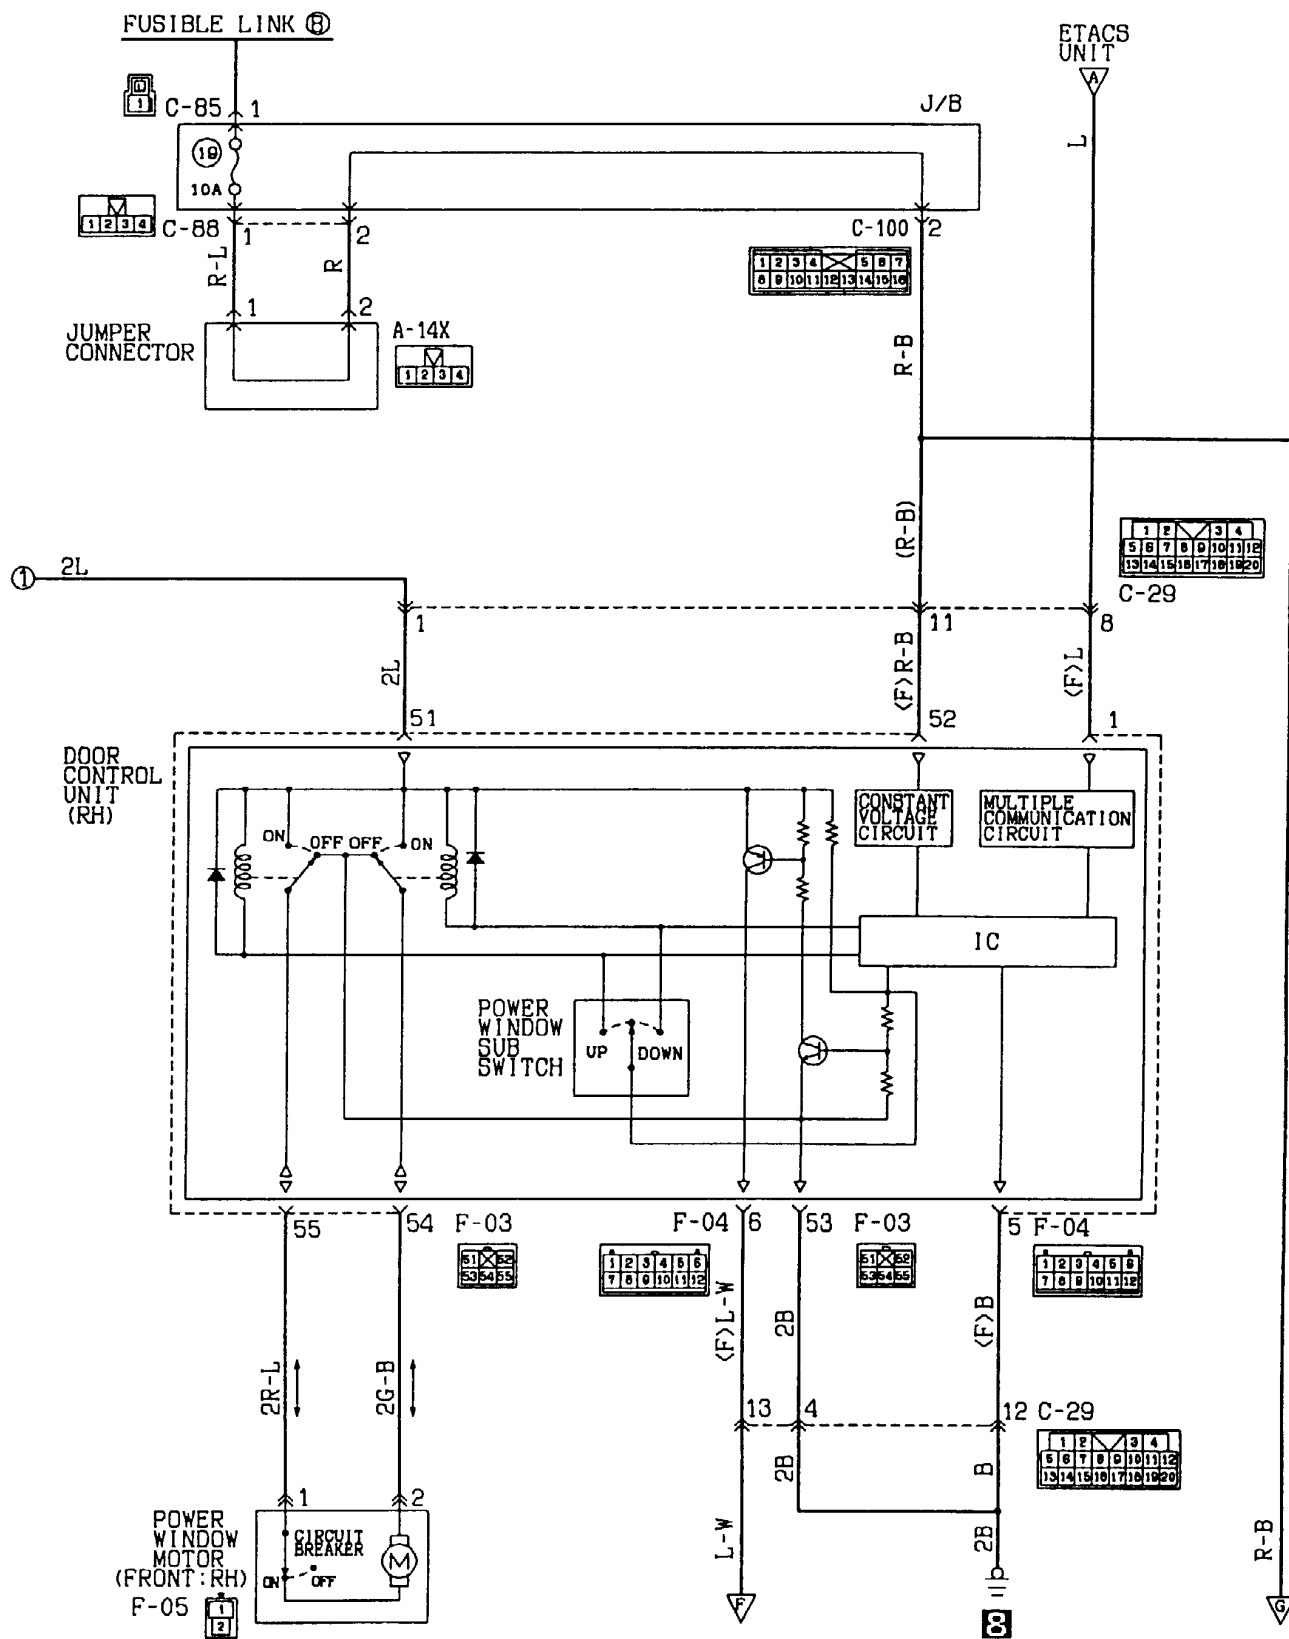 FUSIBLE LINK Ⓑ
ETACS
UNIT
A
1
C-85 1
J/B
L
19
10A
1 2 3 4
C-88 1 2
C-100 2
R-L
R
1 2 3 4 5 6 7
8 9 10 11 12 13 14 15 16
1 2
JUMPER
CONNECTOR
A-14X
1 2 3 4
R-B
(R-B)
1 2 3 4
5 6 7 8 9 10 11 12
13 14 15 16 17 18 19 20
C-29
① 2L
1 11 8
2L
<F>R-B
<F>L
51 52 1
DOOR
CONTROL
UNIT
(RH)
CONSTANT
VOLTAGE
CIRCUIT
MULTIPLE
COMMUNICATION
CIRCUIT
ON OFF OFF ON
IC
POWER
WINDOW
SUB
SWITCH
UP DOWN
55 54 F-03
F-04 6 53 F-03
5 F-04
51 52
53 54 55
1 2 3 4 5 6
7 8 9 10 11 12
51 52
53 54 55
1 2 3 4 5 6
7 8 9 10 11 12
2R-L
2G-B
<F>L-W
2B
<F>B
13 4 12 C-29
1 2 3 4
5 6 7 8 9 10 11 12
13 14 15 16 17 18 19 20
2B
B
1 2
POWER
WINDOW
MOTOR
(FRONT:RH)
F-05
1
2
CIRCUIT
BREAKER
ON OFF
M
L-W
2B
R-B
F
8
G